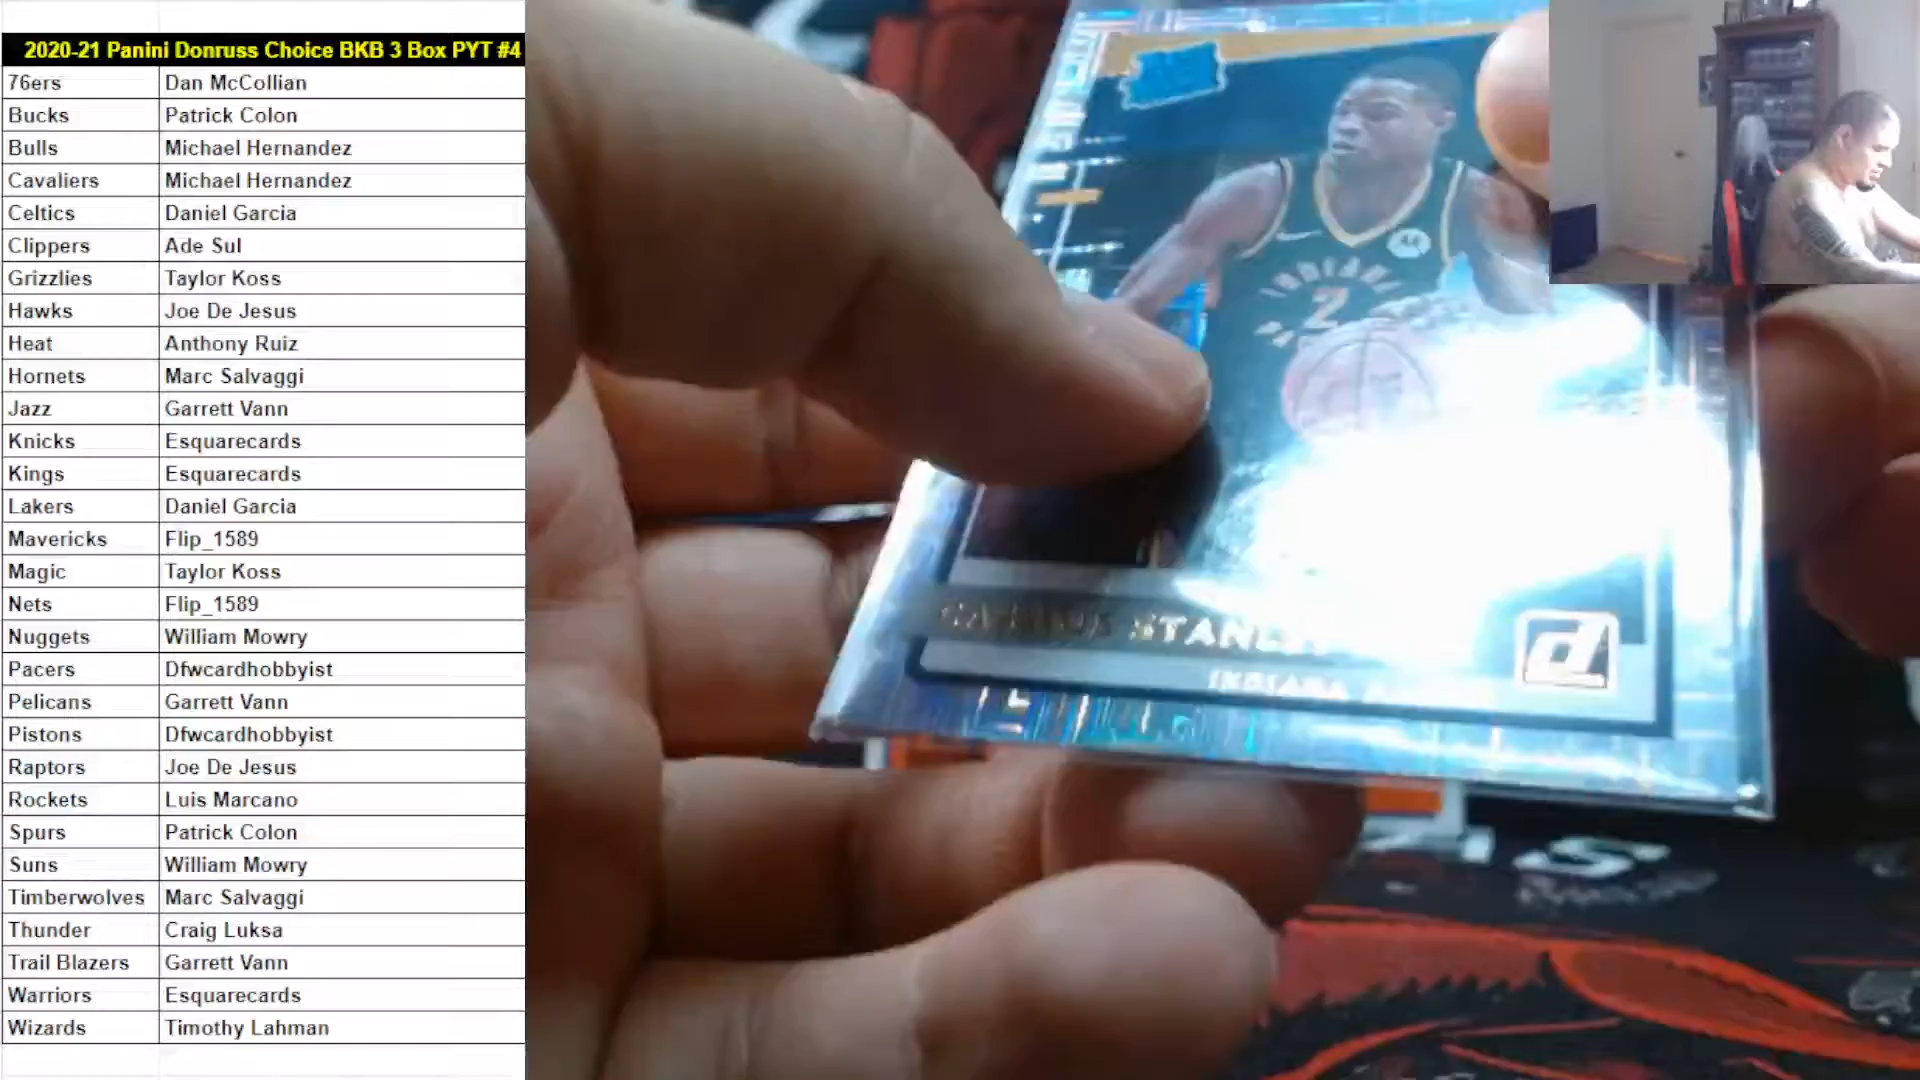 2020-21 Panini Donruss Choice BKB 3 Box PYT #4
76ers Dan McCollian
Bucks Patrick Colon
Bulls Michael Hernandez
Cavaliers Michael Hernandez
Celtics Daniel Garcia
Clippers Ade Sul
Grizzlies Taylor Koss
Hawks Joe De Jesus
Heat Anthony Ruiz
Hornets Marc Salvaggi
Jazz Garrett Vann
Knicks Esquarecards
Kings Esquarecards
Lakers Daniel Garcia
Mavericks Flip_1589
Magic Taylor Koss
Nets Flip_1589
Nuggets William Mowry
Pacers Dfwcardhobbyist
Pelicans Garrett Vann
Pistons Dfwcardhobbyist
Raptors Joe De Jesus
Rockets Luis Marcano
Spurs Patrick Colon
Suns William Mowry
Timberwolves Marc Salvaggi
Thunder Craig Luksa
Trail Blazers Garrett Vann
Warriors Esquarecards
Wizards Timothy Lahman
INDIANA
2
STANLEY
INDIANA
d